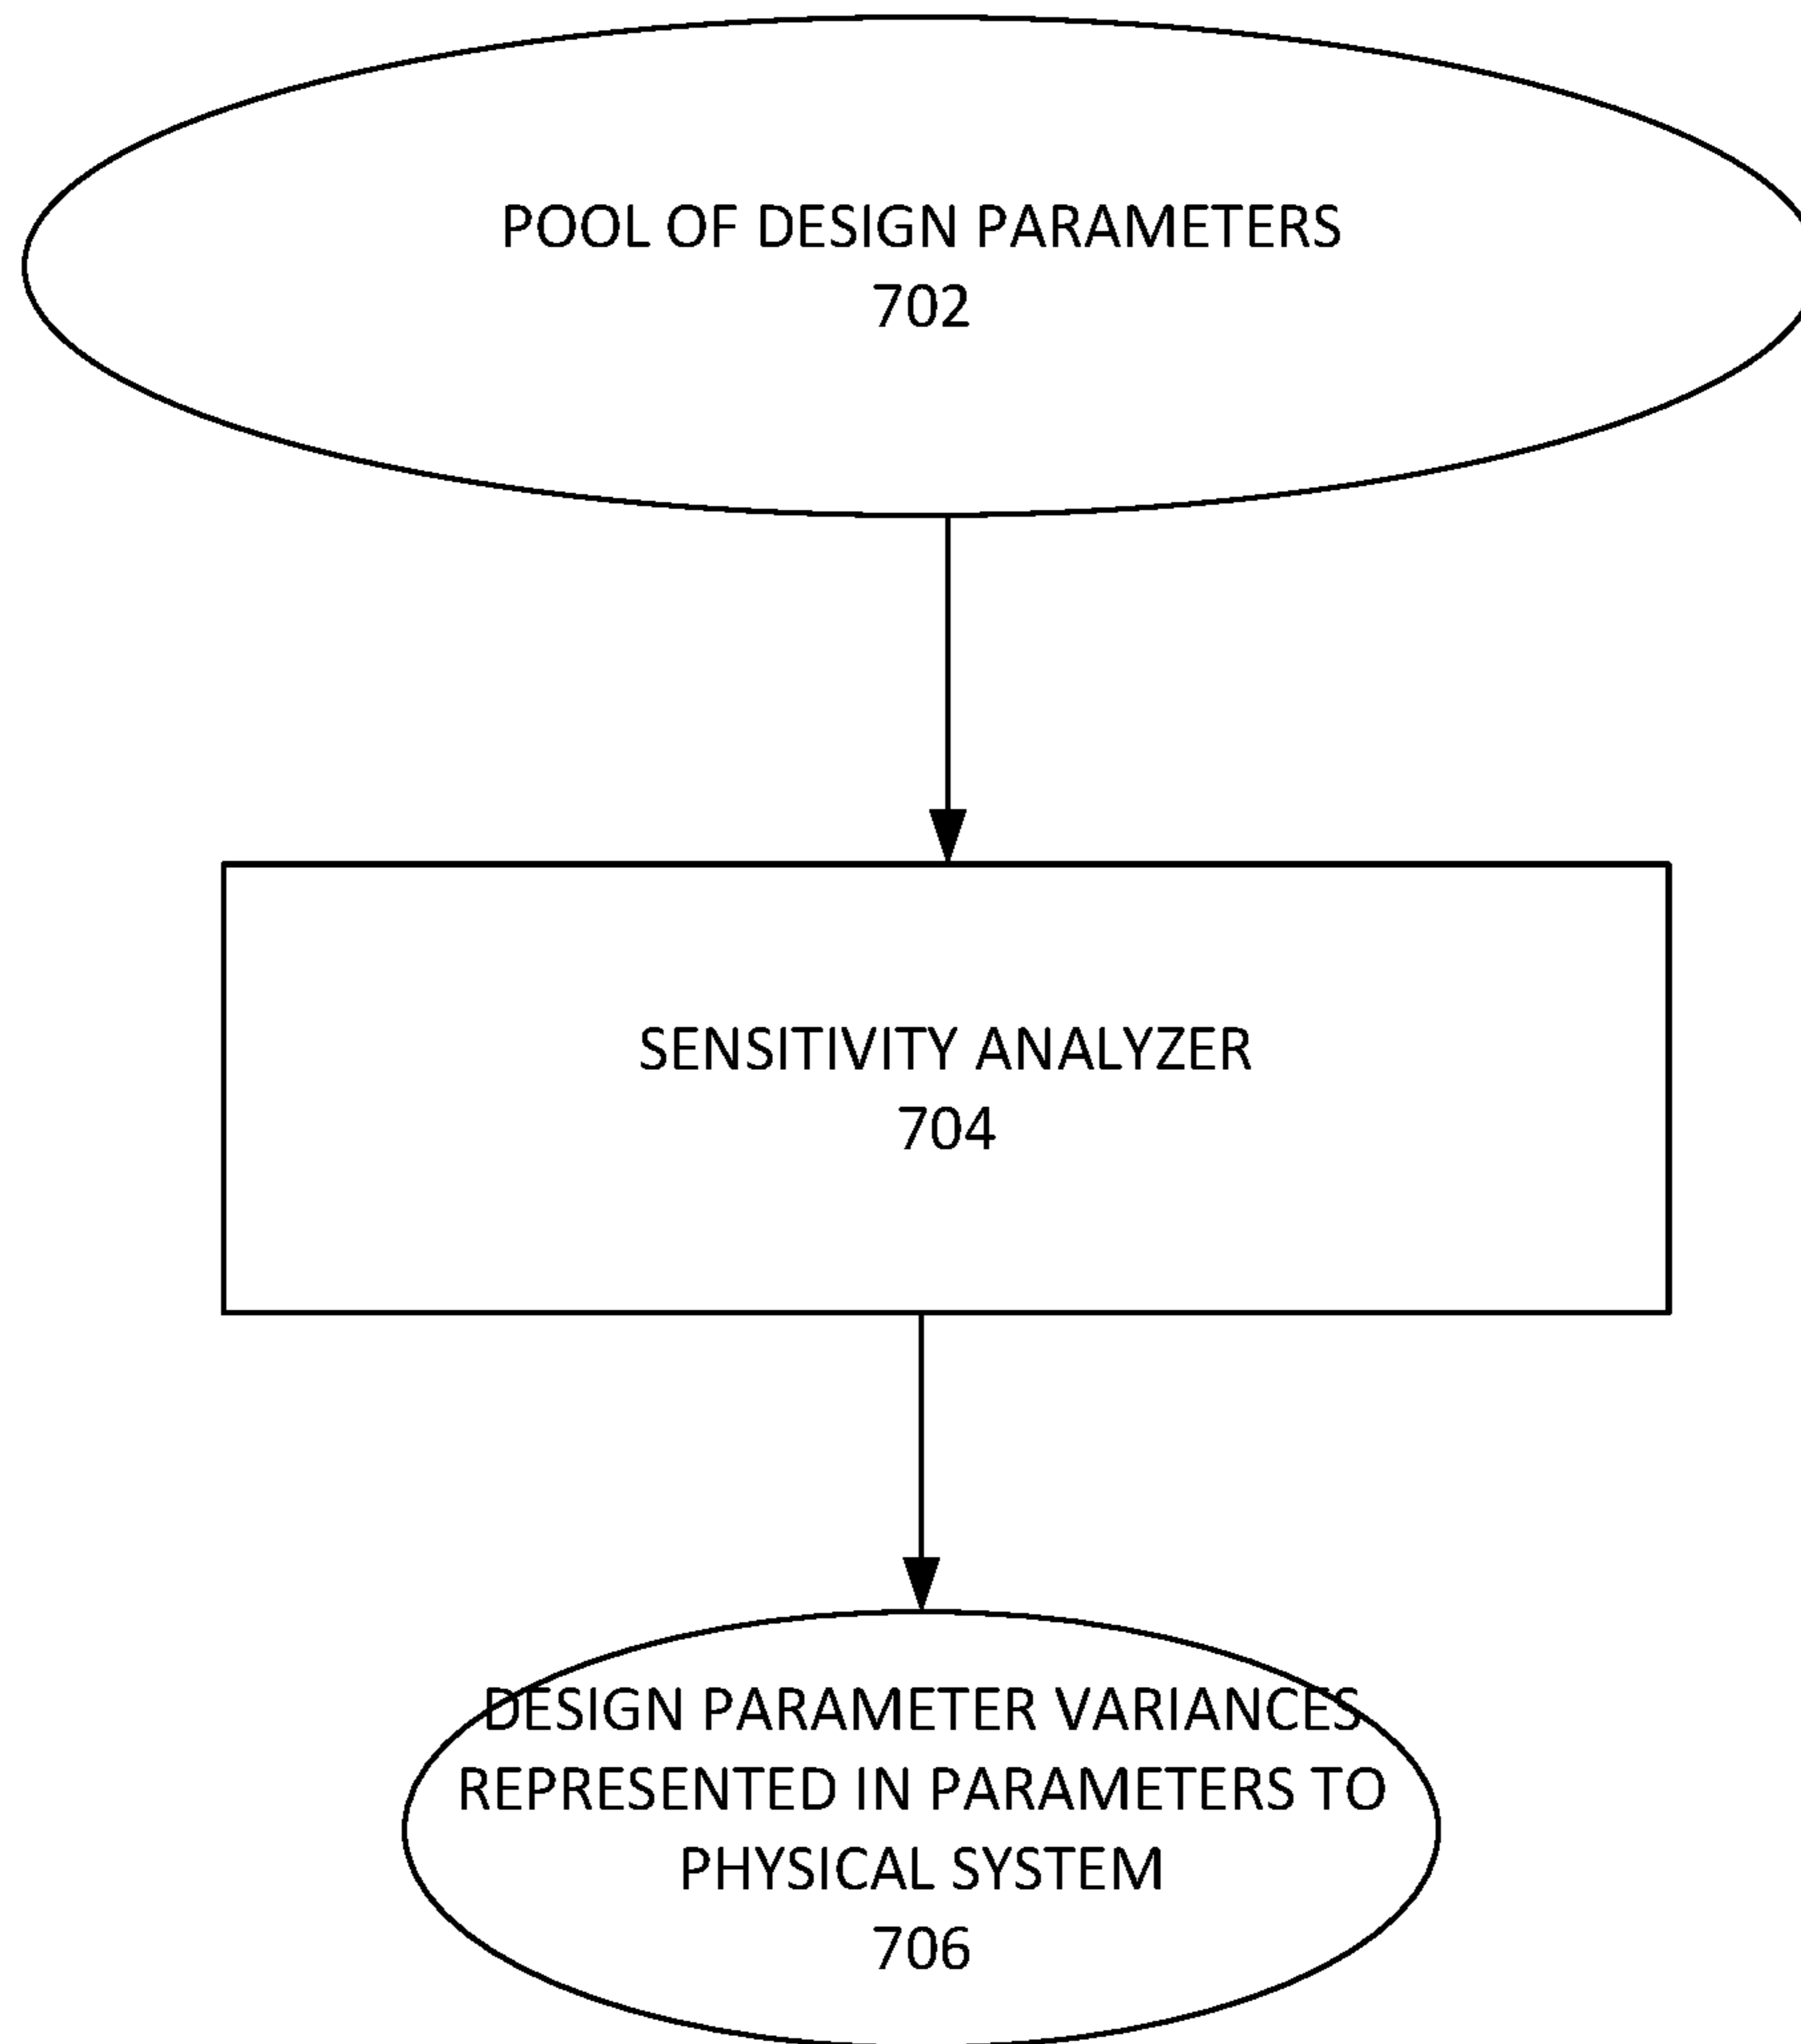 POOL OF DESIGN PARAMETERS
702
SENSITIVITY ANALYZER
704
DESIGN PARAMETER VARIANCES
REPRESENTED IN PARAMETERS TO
PHYSICAL SYSTEM
706